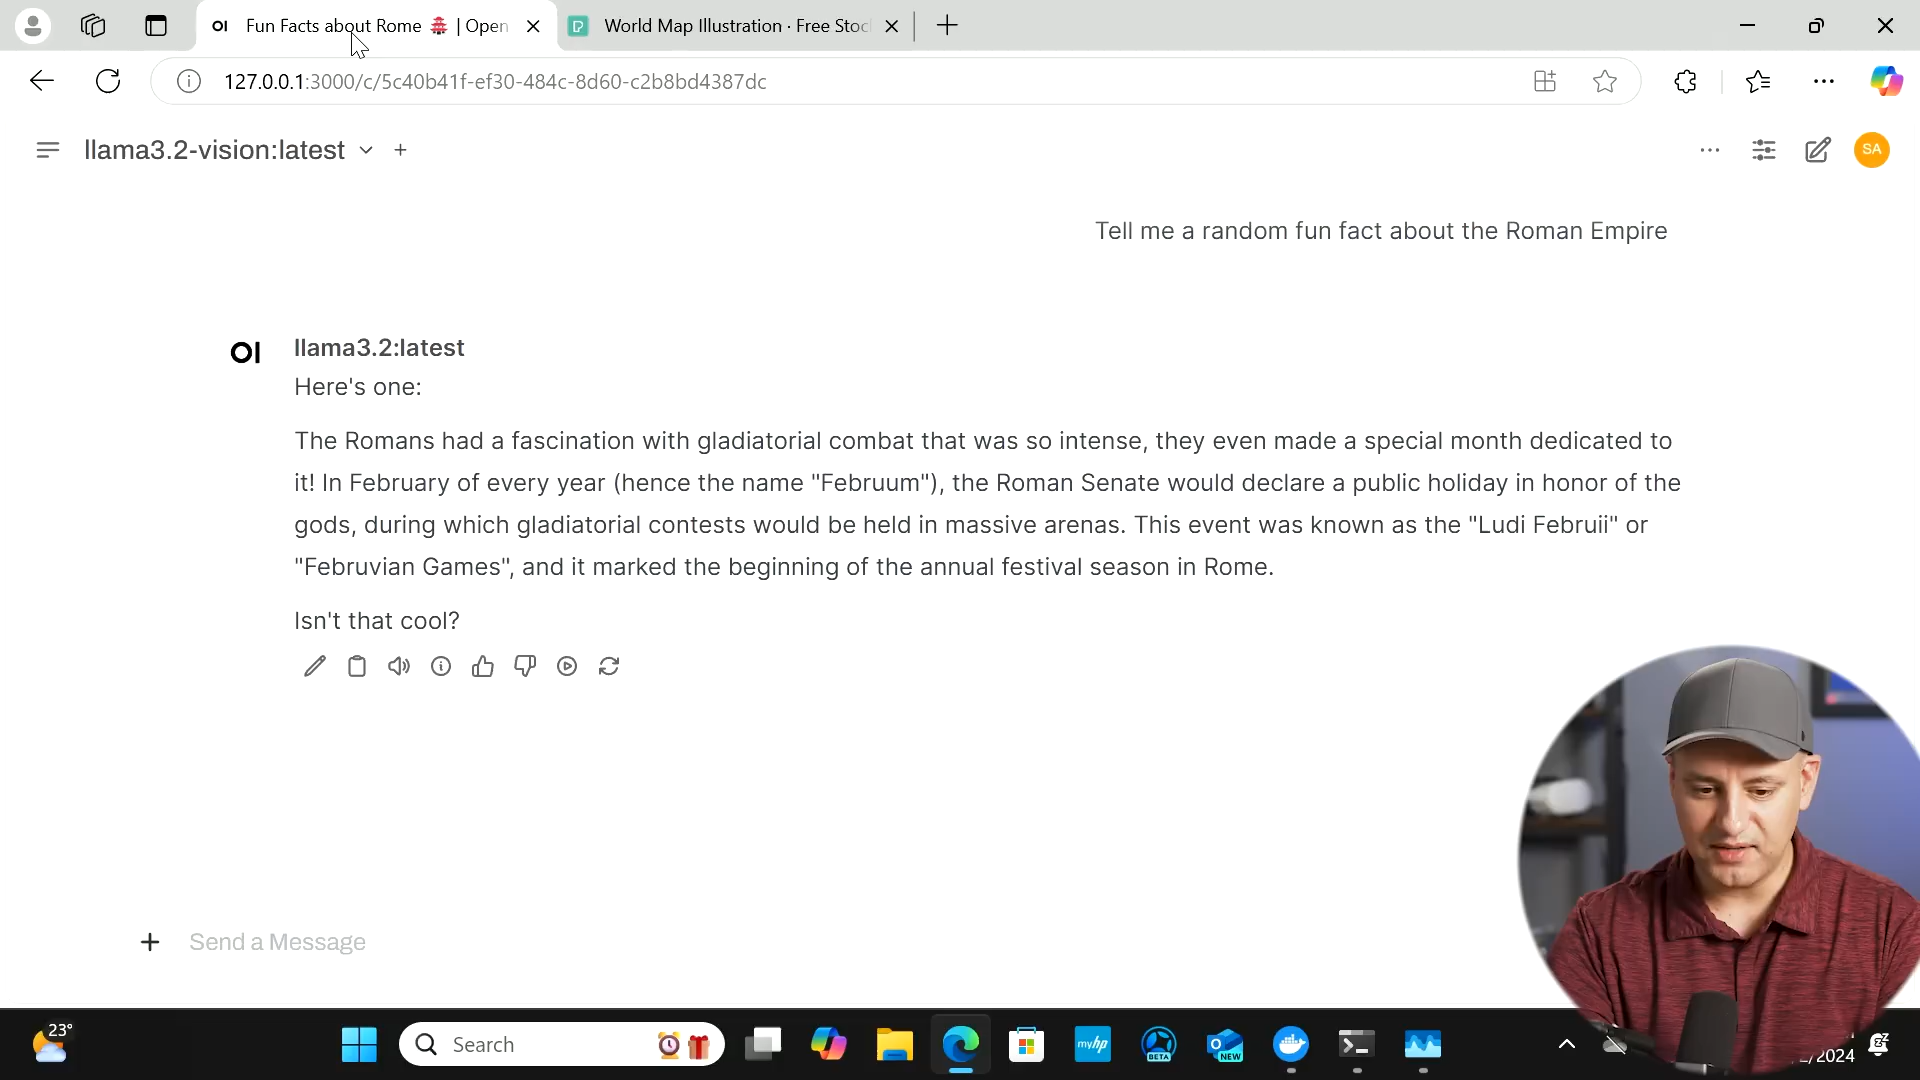 OI Fun Facts about Rome | Open
World Map Illustration · Free Stoc
127.0.0.1:3000/c/5c40b41f-ef30-484c-8d60-c2b8bd4387dc
llama3.2-vision:latest
SA
Tell me a random fun fact about the Roman Empire
OI llama3.2:latest
Here's one:
The Romans had a fascination with gladiatorial combat that was so intense, they even made a special month dedicated to
it! In February of every year (hence the name "Februum"), the Roman Senate would declare a public holiday in honor of the
gods, during which gladiatorial contests would be held in massive arenas. This event was known as the "Ludi Februii" or
"Februvian Games", and it marked the beginning of the annual festival season in Rome.
Isn't that cool?
Send a Message
23°
Search
myhp
BETA
NEW
/2024